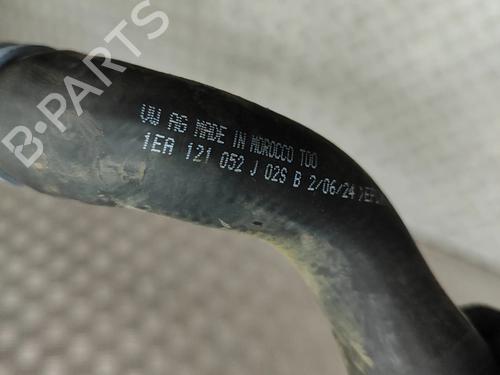 B-PARTS
VW AG MADE IN MOROCCO TOO
1EA 121 052 J 02S B 2/06/24